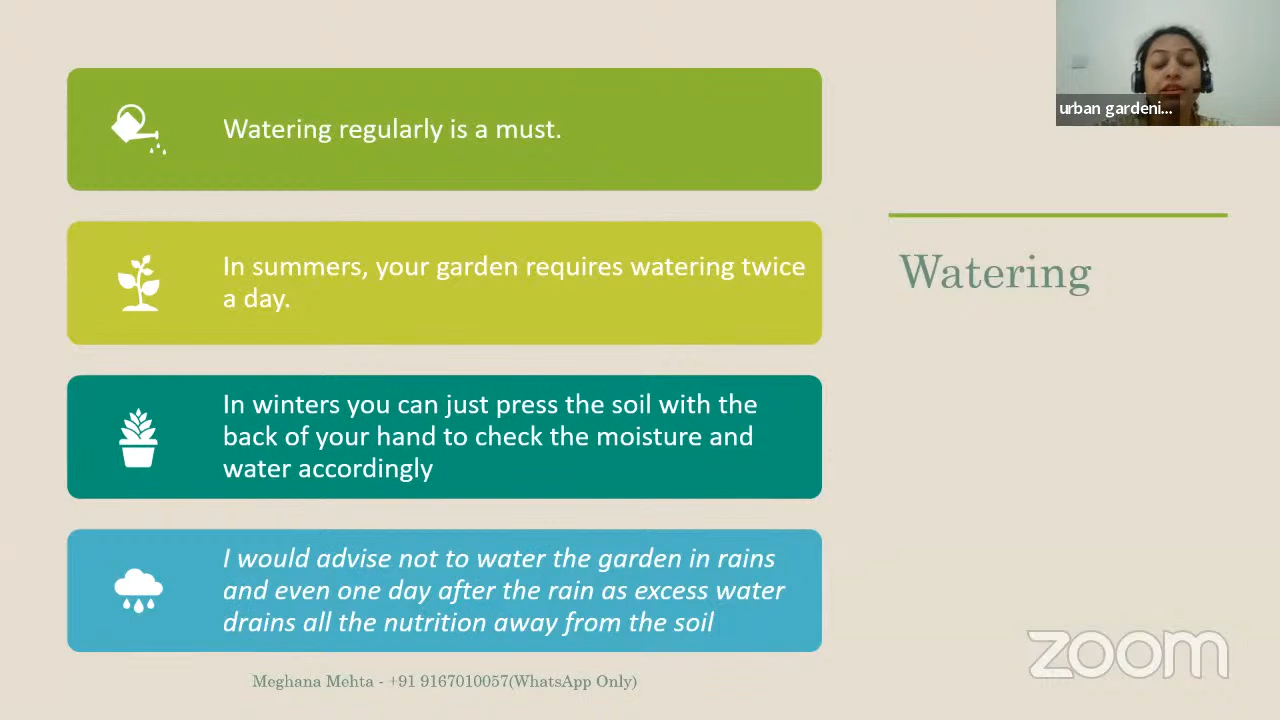 urban gardeni...
Watering regularly is a must.
In summers, your garden requires watering twice
a day.
In winters you can just press the soil with the
back of your hand to check the moisture and
water accordingly
I would advise not to water the garden in rains
and even one day after the rain as excess water
drains all the nutrition away from the soil
Watering
Meghana Mehta - +91 9167010057(WhatsApp Only)
zoom